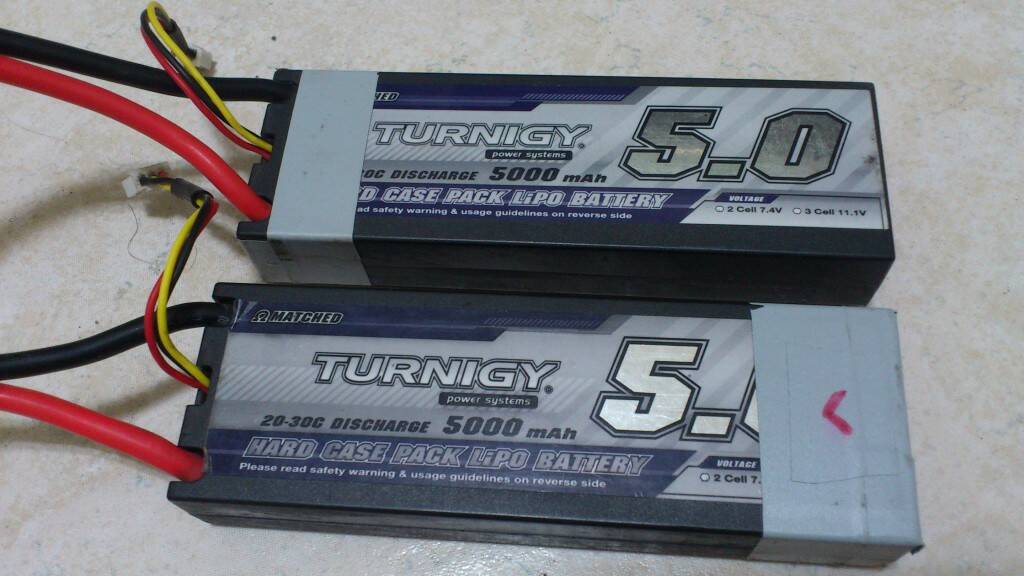 TURNIGY
power systems
5.0
DISCHARGE 5000 mAh
CASE PACK LiPO BATTERY
safety warning & usage guidelines on reverse side
VOLTAGE
2 Cell 7.4V 3 Cell 11.1V
Ω MATCHED
TURNIGY
power systems
5.
20-30C DISCHARGE 5000 mAh
HARD CASE PACK LiPO BATTERY
Please read safety warning & usage guidelines on reverse side
VOLTAGE
2 Cell 7.